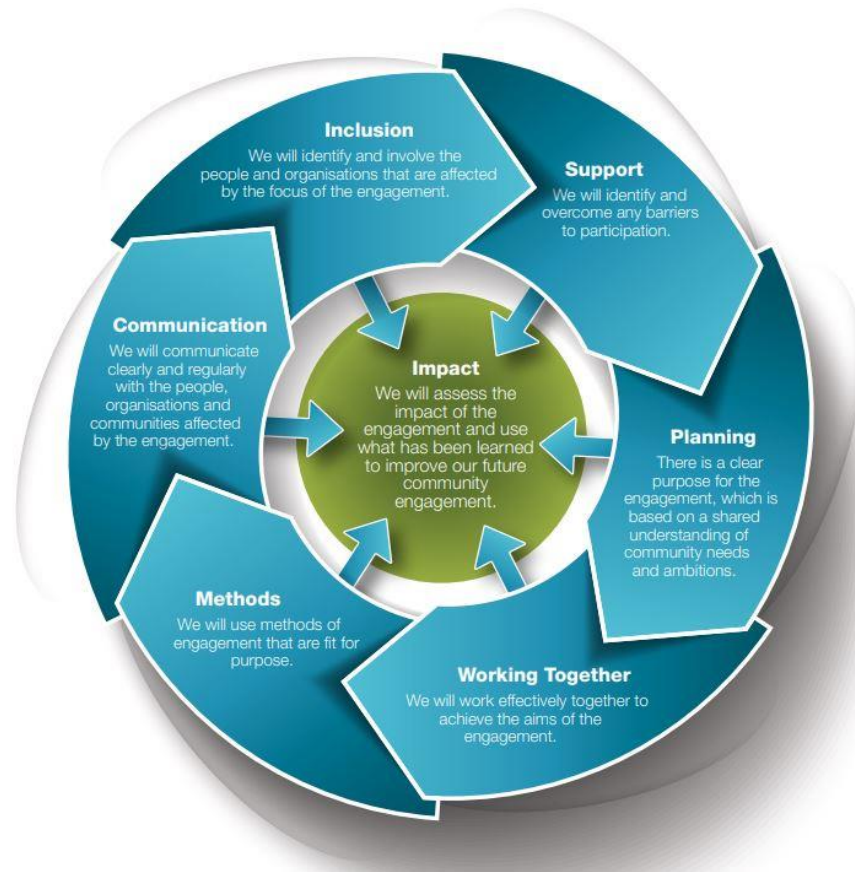 Inclusion
We will identify and involve the
people and organisations that are affected
by the focus of the engagement.
Support
We will identify and
overcome any barriers
to participation.
Planning
There is a clear
purpose for the
engagement, which is
based on a shared
understanding of
community needs
and ambitions.
Working Together
We will work effectively together to
achieve the aims of the
engagement.
Methods
We will use methods of
engagement that are fit for
purpose.
Communication
We will communicate
clearly and regularly
with the people,
organisations and
communities affected
by the engagement.
Impact
We will assess the
impact of the
engagement and use
what has been learned
to improve our future
community
engagement.